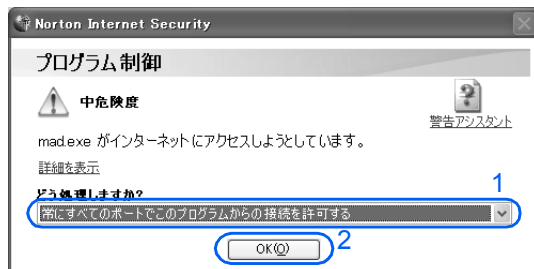 Norton Internet Security
プログラム制御
中危険度
警告アシスタント
mad.exe がインターネットにアクセスしようとしています。
詳細を表示
どう処理しますか?
1
常にすべてのポートでこのプログラムからの接続を許可する
OK(O)
2